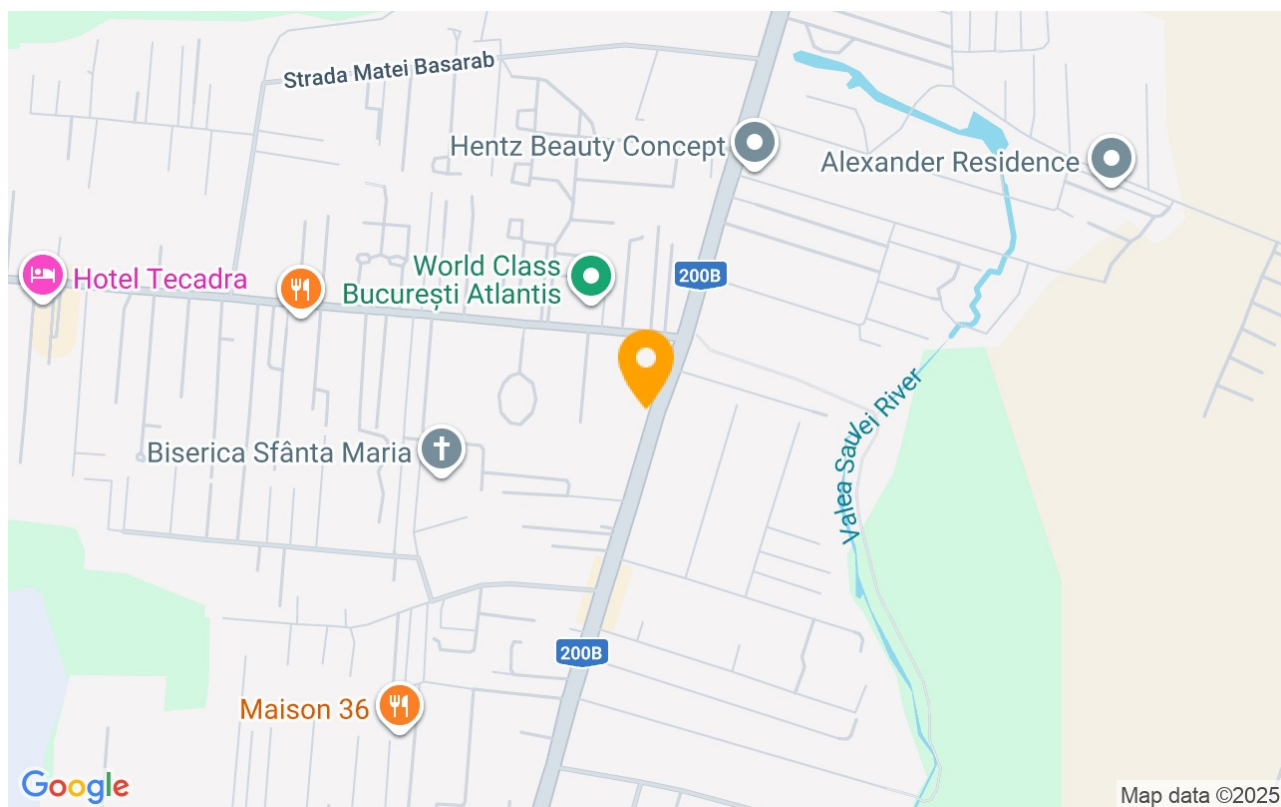 Strada Matei Basarab
Hentz Beauty Concept
Alexander Residence
World Class
București Atlantis
200B
Hotel Tecadra
Valea Saulei River
Biserica Sfânta Maria
200B
Maison 36
Google
Map data ©2025